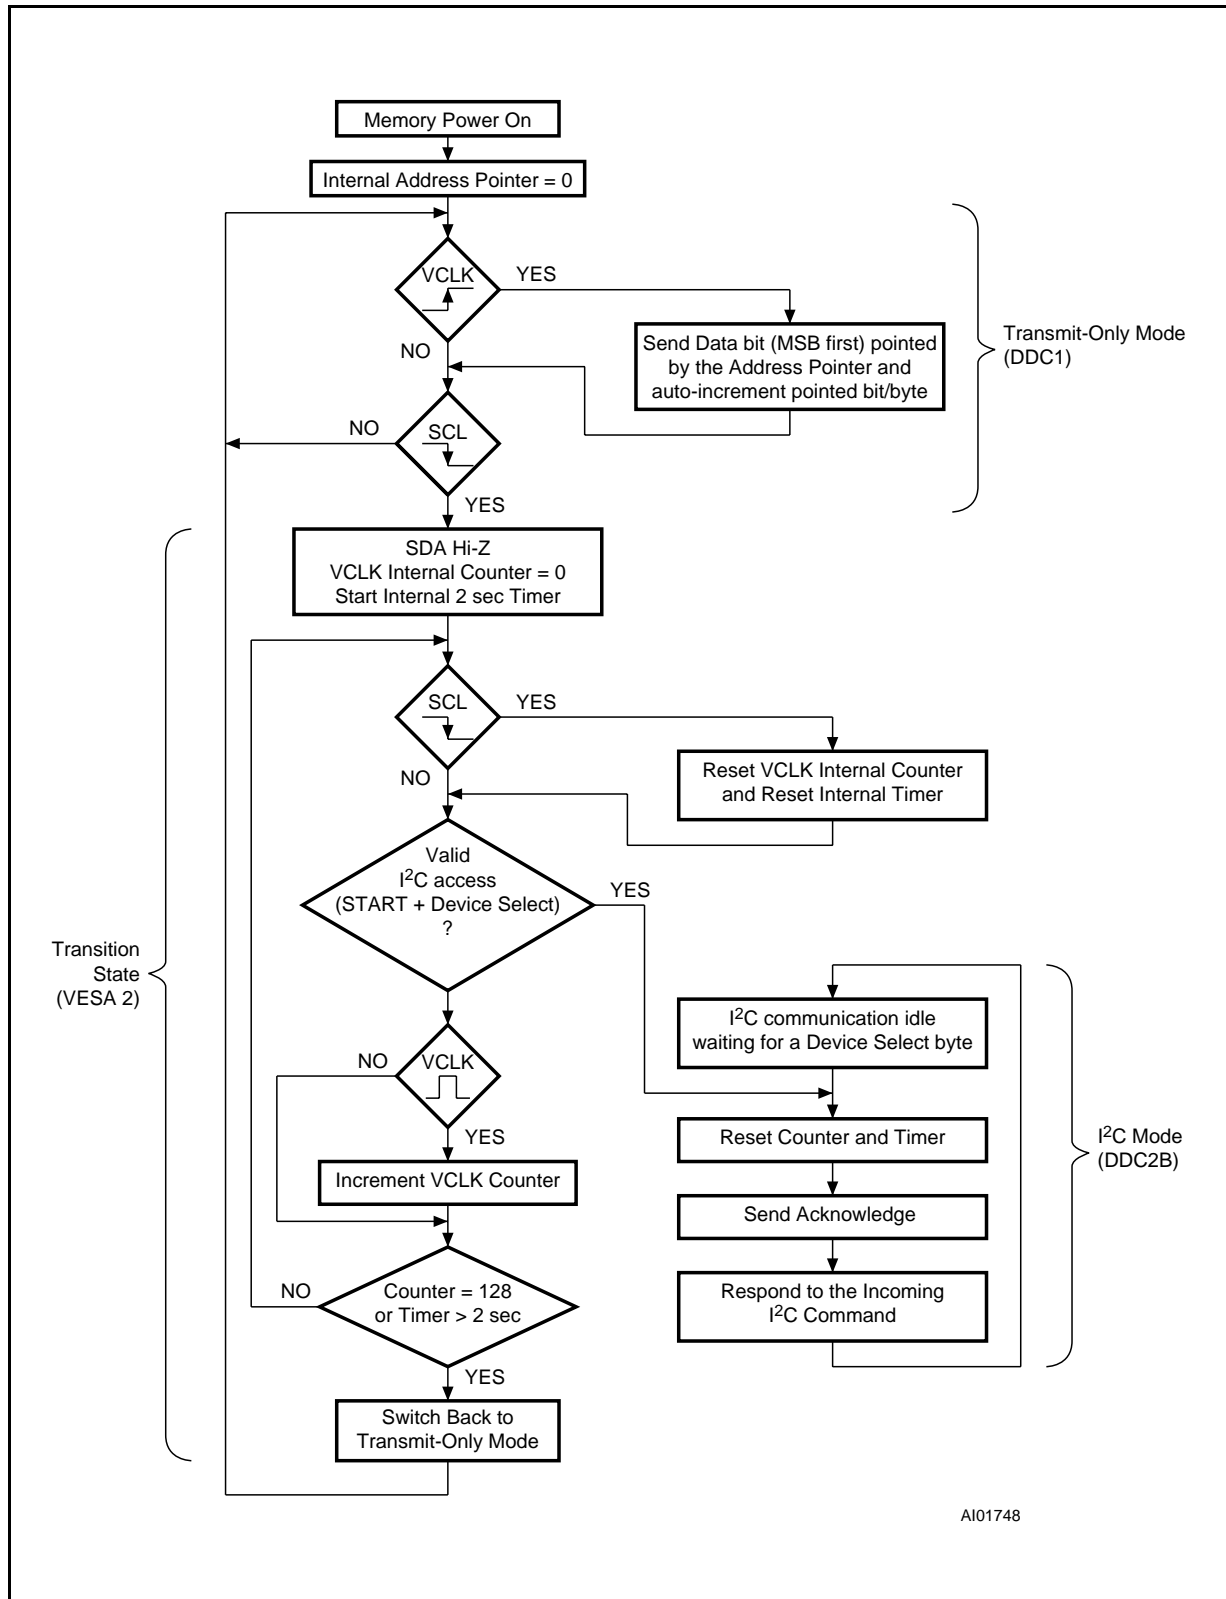 Memory Power On
Internal Address Pointer = 0
VCLK
YES
NO
Send Data bit (MSB first) pointed
by the Address Pointer and
auto-increment pointed bit/byte
Transmit-Only Mode
(DDC1)
NO
SCL
YES
SDA Hi-Z
VCLK Internal Counter = 0
Start Internal 2 sec Timer
SCL
YES
NO
Reset VCLK Internal Counter
and Reset Internal Timer
Valid
I²C access
(START + Device Select)
?
YES
Transition
State
(VESA 2)
I²C communication idle
waiting for a Device Select byte
NO
VCLK
YES
Increment VCLK Counter
Reset Counter and Timer
Send Acknowledge
Respond to the Incoming
I²C Command
I²C Mode
(DDC2B)
NO
Counter = 128
or Timer > 2 sec
YES
Switch Back to
Transmit-Only Mode
AI01748